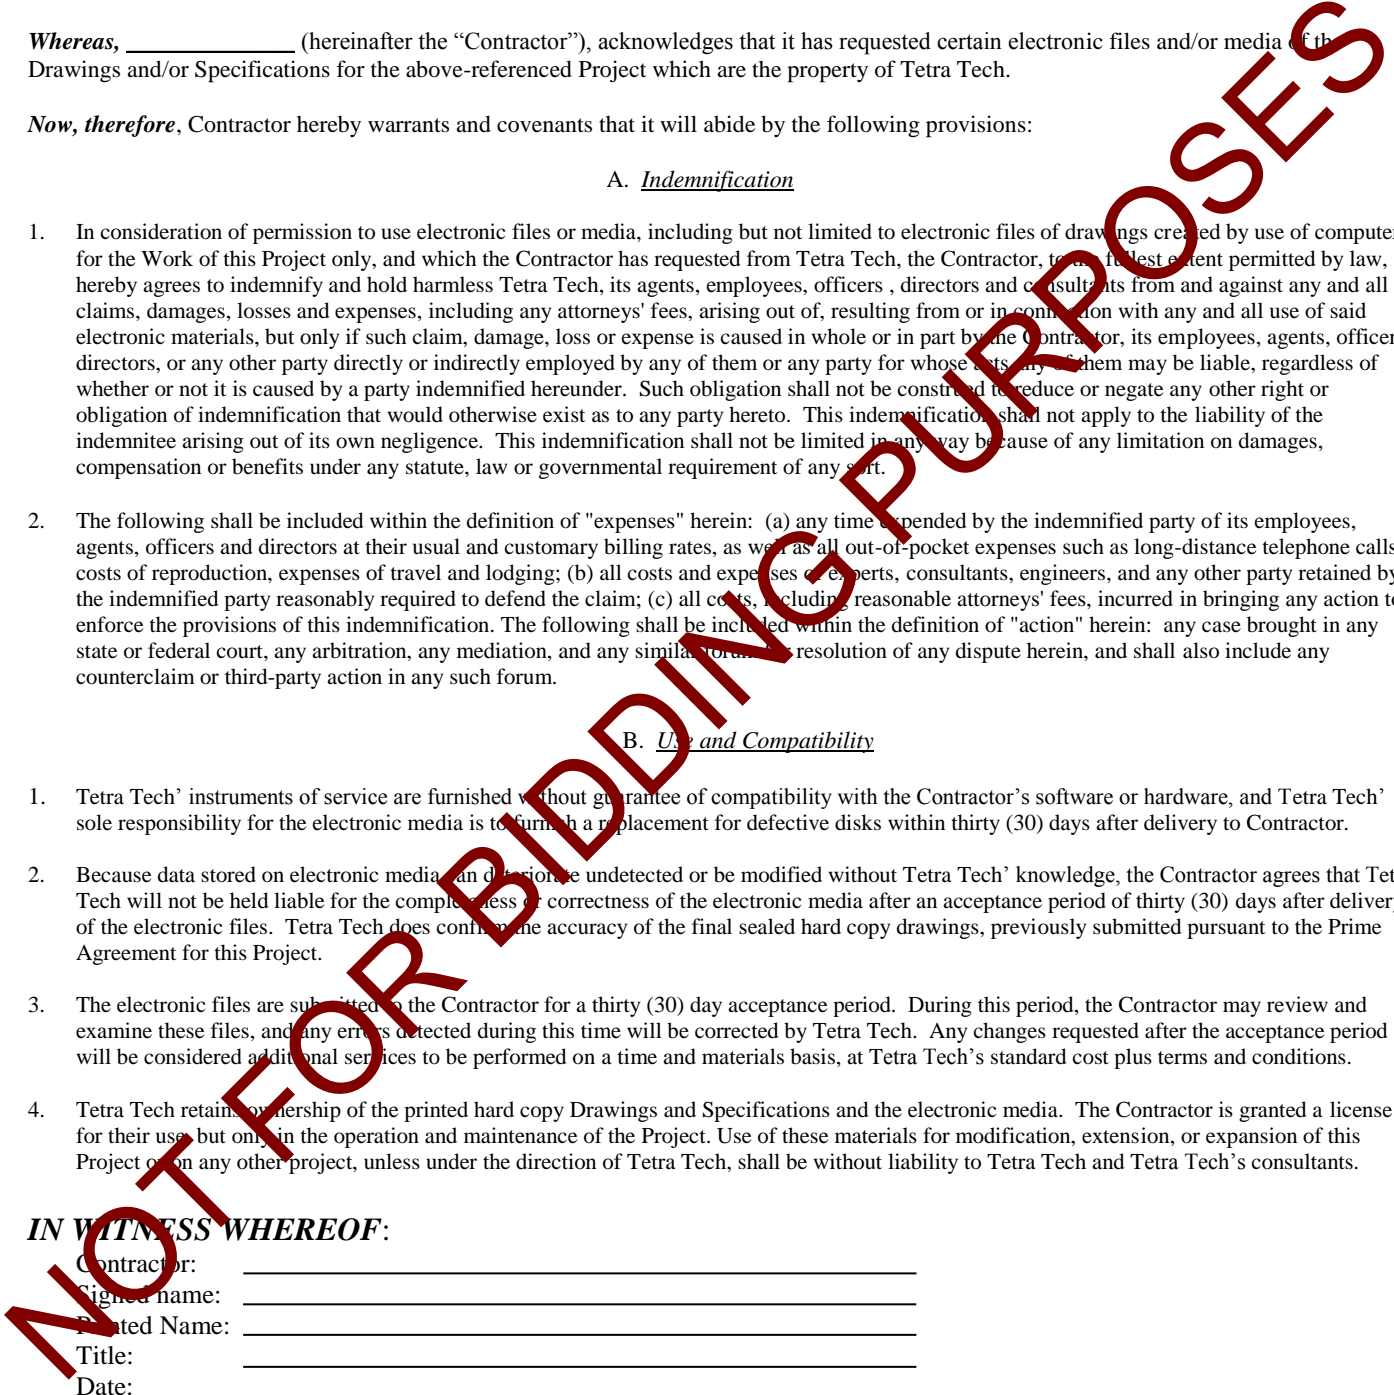 Whereas, ______________ (hereinafter the “Contractor”), acknowledges that it has requested certain electronic files and/or media of the
Drawings and/or Specifications for the above-referenced Project which are the property of Tetra Tech.
Now, therefore, Contractor hereby warrants and covenants that it will abide by the following provisions:
A. Indemnification
1. In consideration of permission to use electronic files or media, including but not limited to electronic files of drawings created by use of computer
for the Work of this Project only, and which the Contractor has requested from Tetra Tech, the Contractor, to the fullest extent permitted by law,
hereby agrees to indemnify and hold harmless Tetra Tech, its agents, employees, officers , directors and consultants from and against any and all
claims, damages, losses and expenses, including any attorneys' fees, arising out of, resulting from or in connection with any and all use of said
electronic materials, but only if such claim, damage, loss or expense is caused in whole or in part by the Contractor, its employees, agents, officer
directors, or any other party directly or indirectly employed by any of them or any party for whose acts any of them may be liable, regardless of
whether or not it is caused by a party indemnified hereunder. Such obligation shall not be construed to reduce or negate any other right or
obligation of indemnification that would otherwise exist as to any party hereto. This indemnification shall not apply to the liability of the
indemnitee arising out of its own negligence. This indemnification shall not be limited in any way because of any limitation on damages,
compensation or benefits under any statute, law or governmental requirement of any sort.
2. The following shall be included within the definition of "expenses" herein: (a) any time expended by the indemnified party of its employees,
agents, officers and directors at their usual and customary billing rates, as well as all out-of-pocket expenses such as long-distance telephone calls
costs of reproduction, expenses of travel and lodging; (b) all costs and expenses of experts, consultants, engineers, and any other party retained by
the indemnified party reasonably required to defend the claim; (c) all costs, including reasonable attorneys' fees, incurred in bringing any action to
enforce the provisions of this indemnification. The following shall be included within the definition of "action" herein: any case brought in any
state or federal court, any arbitration, any mediation, and any similar forum for resolution of any dispute herein, and shall also include any
counterclaim or third-party action in any such forum.
B. Use and Compatibility
1. Tetra Tech’ instruments of service are furnished without guarantee of compatibility with the Contractor’s software or hardware, and Tetra Tech’
sole responsibility for the electronic media is to furnish a replacement for defective disks within thirty (30) days after delivery to Contractor.
2. Because data stored on electronic media can deteriorate undetected or be modified without Tetra Tech’ knowledge, the Contractor agrees that Tet
Tech will not be held liable for the completeness or correctness of the electronic media after an acceptance period of thirty (30) days after delivery
of the electronic files. Tetra Tech does confirm the accuracy of the final sealed hard copy drawings, previously submitted pursuant to the Prime
Agreement for this Project.
3. The electronic files are submitted to the Contractor for a thirty (30) day acceptance period. During this period, the Contractor may review and
examine these files, and any errors detected during this time will be corrected by Tetra Tech. Any changes requested after the acceptance period
will be considered additional services to be performed on a time and materials basis, at Tetra Tech’s standard cost plus terms and conditions.
4. Tetra Tech retains ownership of the printed hard copy Drawings and Specifications and the electronic media. The Contractor is granted a license
for their use, but only in the operation and maintenance of the Project. Use of these materials for modification, extension, or expansion of this
Project or on any other project, unless under the direction of Tetra Tech, shall be without liability to Tetra Tech and Tetra Tech’s consultants.
IN WITNESS WHEREOF:
Contractor:
Signed name:
Printed Name:
Title:
Date:
NOT FOR BIDDING PURPOSES